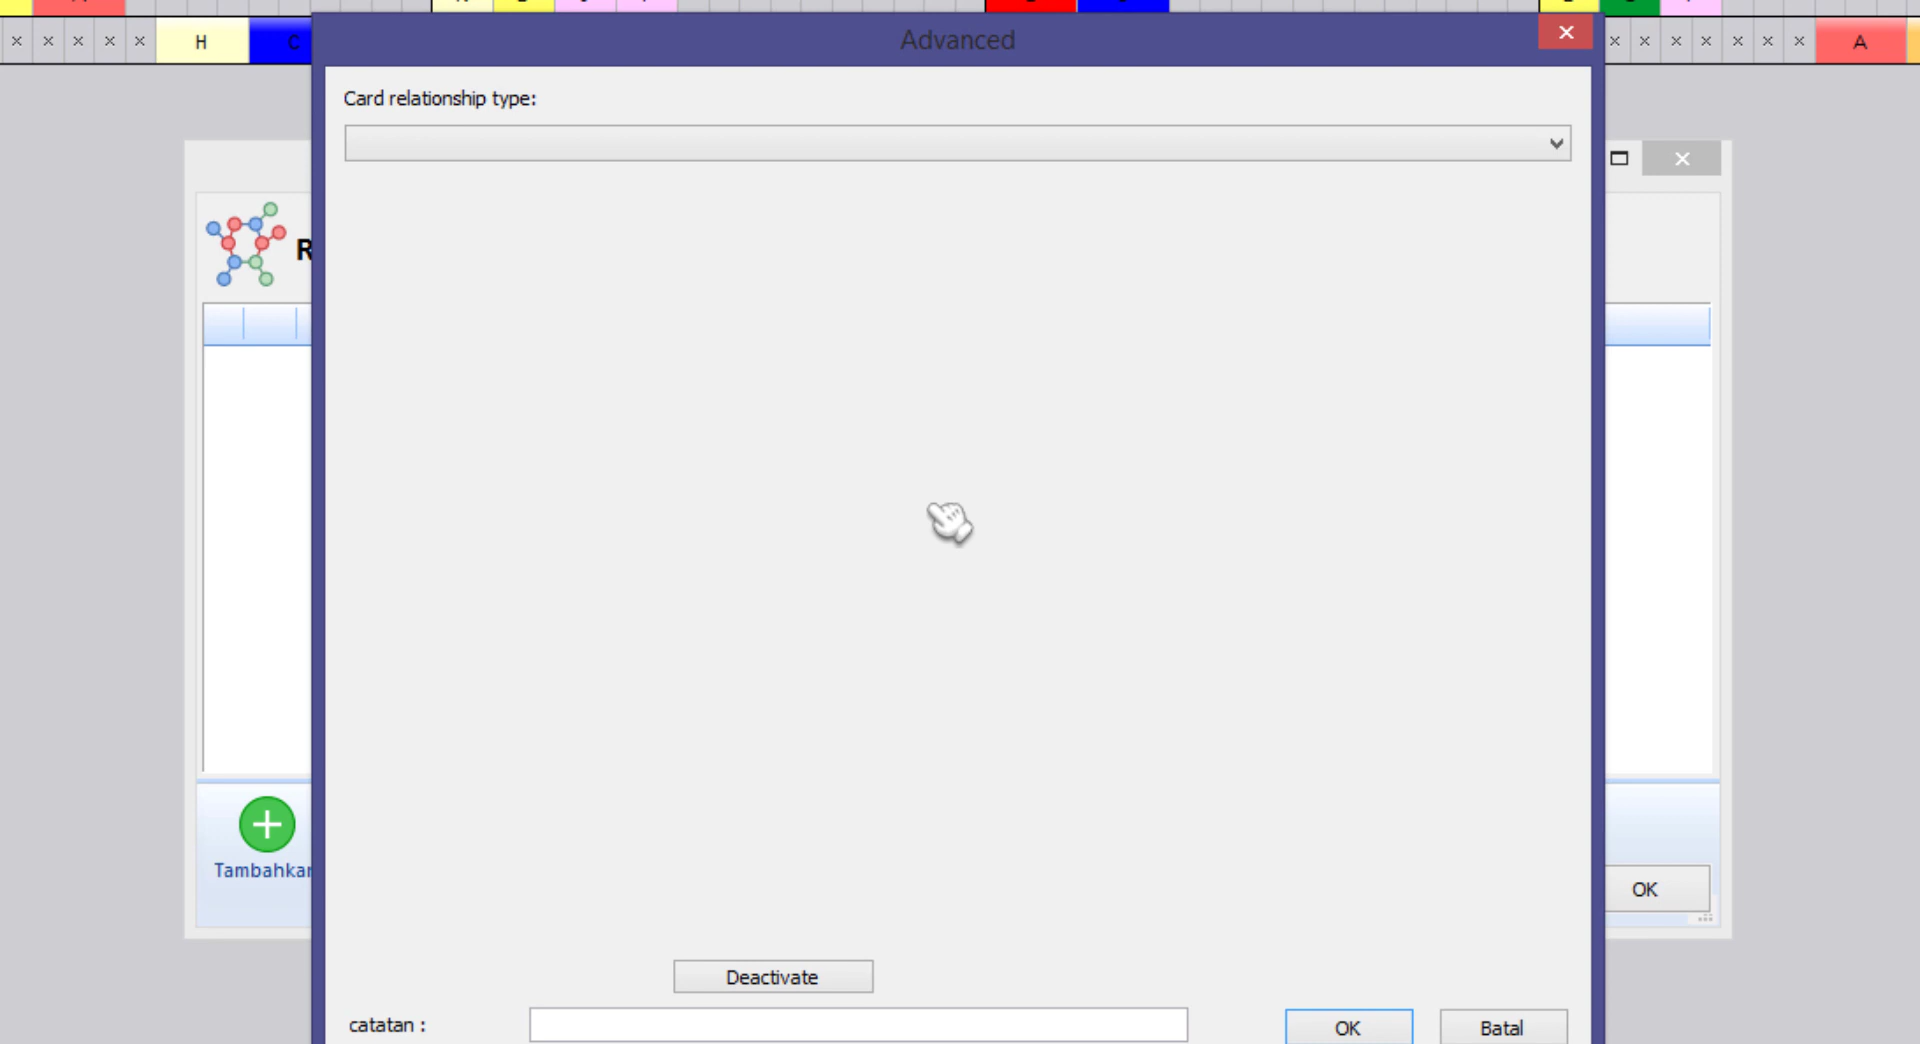 × × × × × H C
Advanced
×
× × × × × × × A
Card relationship type:
R
Tambahkan
OK
Deactivate
catatan :
OK
Batal